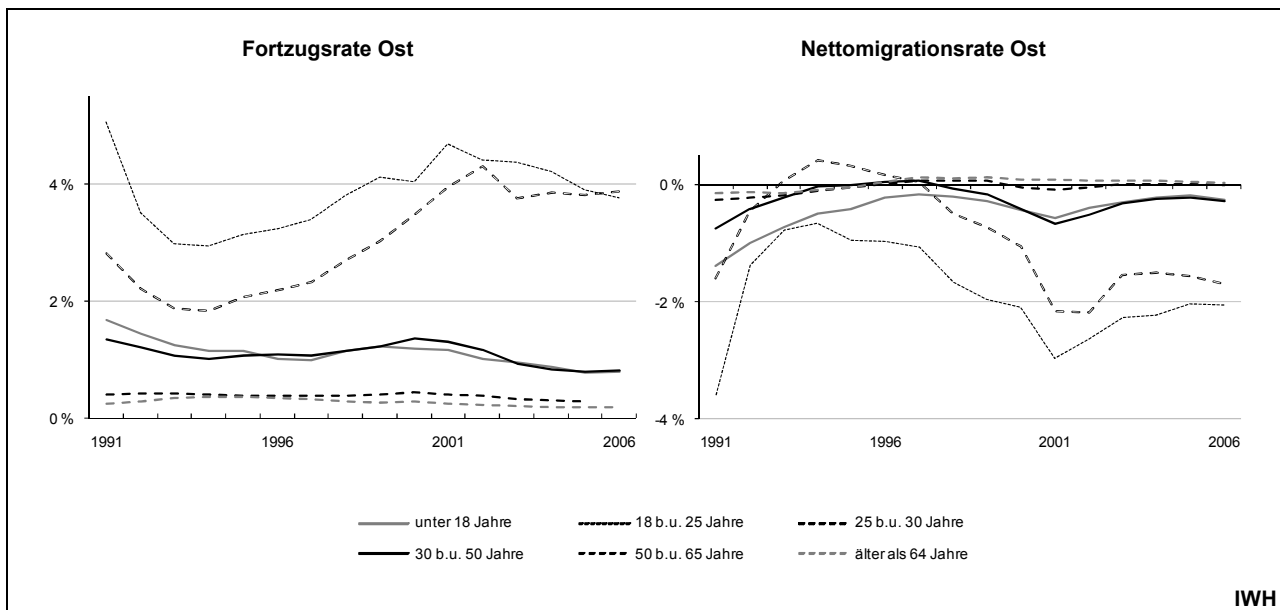 Fortzugsrate Ost
Nettomigrationsrate Ost
4 %
2 %
0 %
1991
1996
2001
2006
0 %
-2 %
-4 %
1991
1996
2001
2006
unter 18 Jahre
18 b.u. 25 Jahre
25 b.u. 30 Jahre
30 b.u. 50 Jahre
50 b.u. 65 Jahre
älter als 64 Jahre
IWH